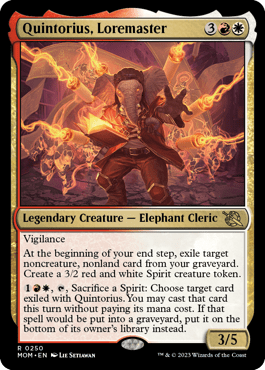 Quintorius, Loremaster 3
Legendary Creature — Elephant Cleric
Vigilance
At the beginning of your end step, exile target
noncreature, nonland card from your graveyard.
Create a 3/2 red and white Spirit creature token.
1, , Sacrifice a Spirit: Choose target card
exiled with Quintorius. You may cast that card
this turn without paying its mana cost. If that
spell would be put into a graveyard, put it on the
bottom of its owner's library instead.
3/5
R 0250
MOM • EN LIE SETIAWAN
™ & © 2023 Wizards of the Coast